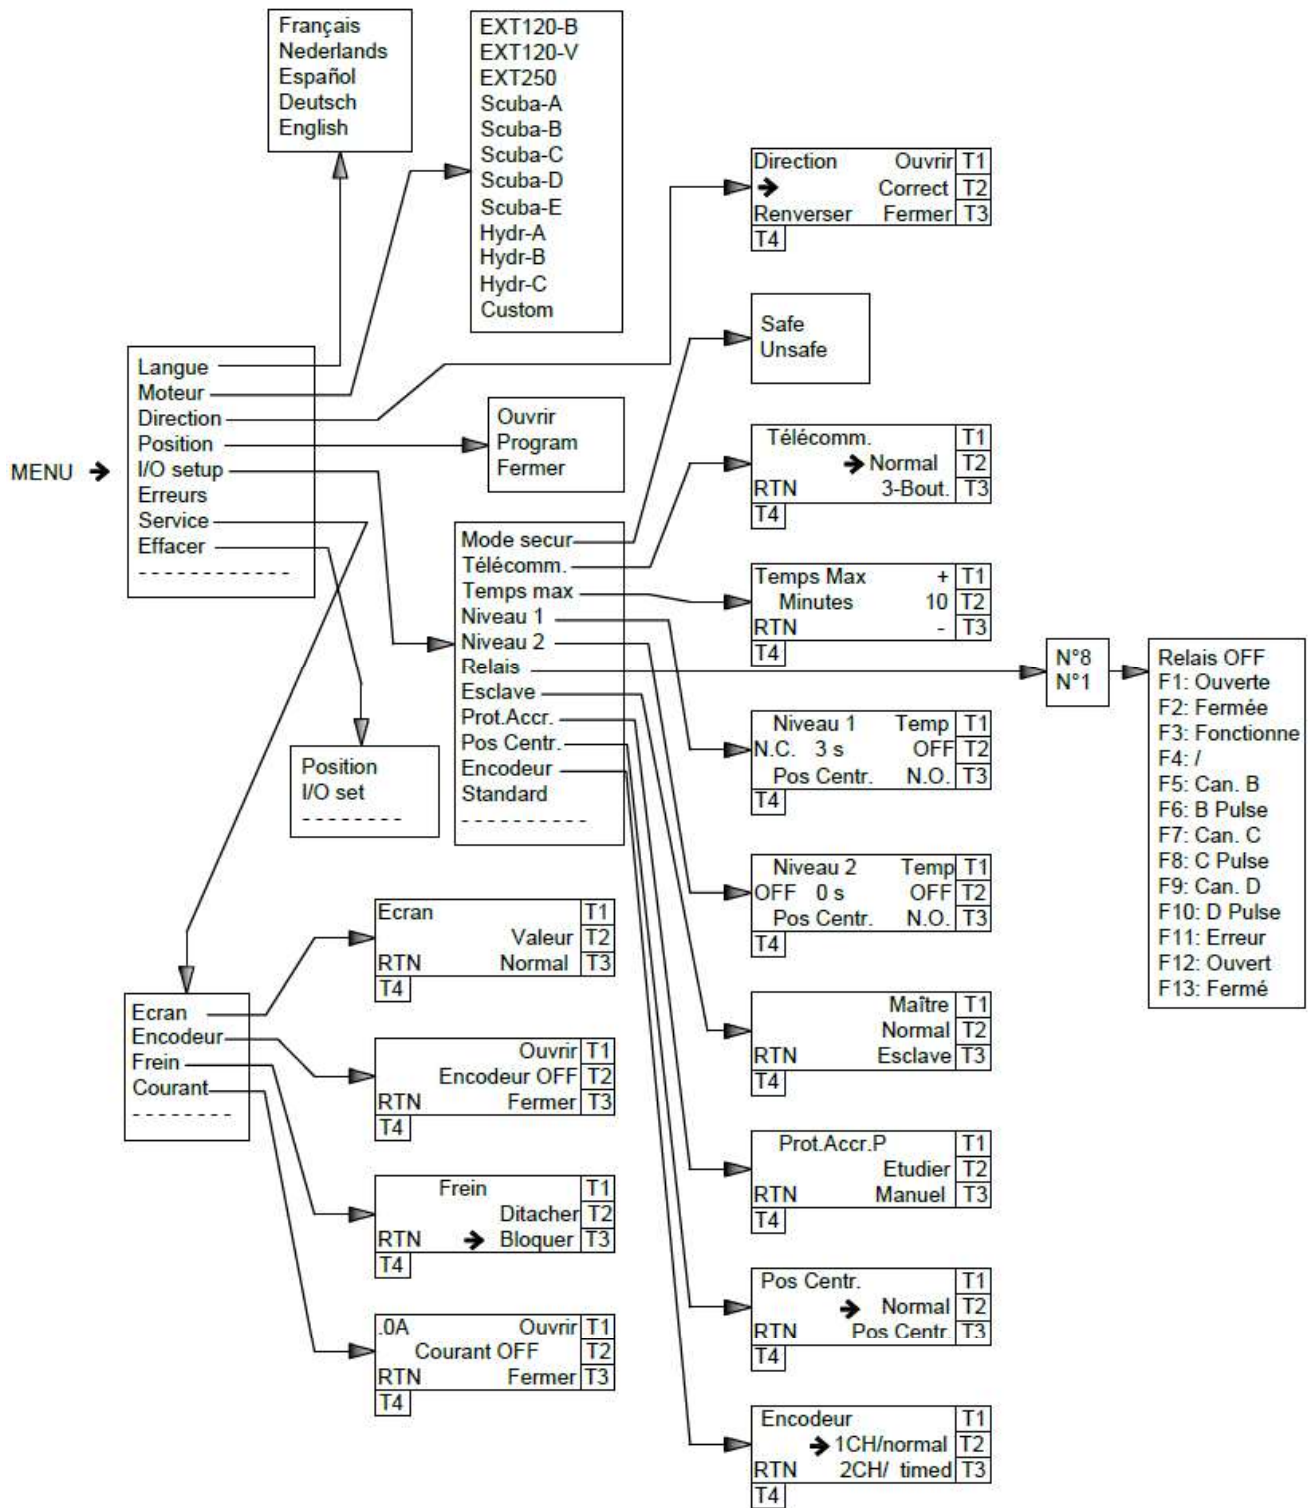 MENU ➔
Langue
Moteur
Direction
Position
I/O setup
Erreurs
Service
Effacer
- - - - - - - - - - - - -
Français
Nederlands
Español
Deutsch
English
EXT120-B
EXT120-V
EXT250
Scuba-A
Scuba-B
Scuba-C
Scuba-D
Scuba-E
Hydr-A
Hydr-B
Hydr-C
Custom
Direction Ouvrir T1
➔ Correct T2
Renverser Fermer T3
T4
Ouvrir
Program
Fermer
Mode secur
Télécomm.
Temps max
Niveau 1
Niveau 2
Relais
Esclave
Prot.Accr.
Pos Centr.
Encodeur
Standard
- - - - - - - - - - -
Safe
Unsafe
Télécomm. T1
➔ Normal T2
RTN 3-Bout. T3
T4
Temps Max + T1
Minutes 10 T2
RTN - T3
T4
Niveau 1 Temp T1
N.C. 3 s OFF T2
Pos Centr. N.O. T3
T4
Niveau 2 Temp T1
OFF 0 s OFF T2
Pos Centr. N.O. T3
T4
N°8
N°1
Relais OFF
F1: Ouverte
F2: Fermée
F3: Fonctionne
F4: /
F5: Can. B
F6: B Pulse
F7: Can. C
F8: C Pulse
F9: Can. D
F10: D Pulse
F11: Erreur
F12: Ouvert
F13: Fermé
Maître T1
Normal T2
RTN Esclave T3
T4
Prot.Accr.P T1
Etudier T2
RTN Manuel T3
T4
Pos Centr. T1
➔ Normal T2
RTN Pos Centr. T3
T4
Encodeur T1
➔ 1CH/normal T2
RTN 2CH/ timed T3
T4
Position
I/O set
- - - - - - - -
Ecran
Encodeur
Frein
Courant
- - - - - - - -
Ecran T1
Valeur T2
RTN Normal T3
T4
Ouvrir T1
Encodeur OFF T2
RTN Fermer T3
T4
Frein T1
Ditacher T2
RTN ➔ Bloquer T3
T4
.0A Ouvrir T1
Courant OFF T2
RTN Fermer T3
T4